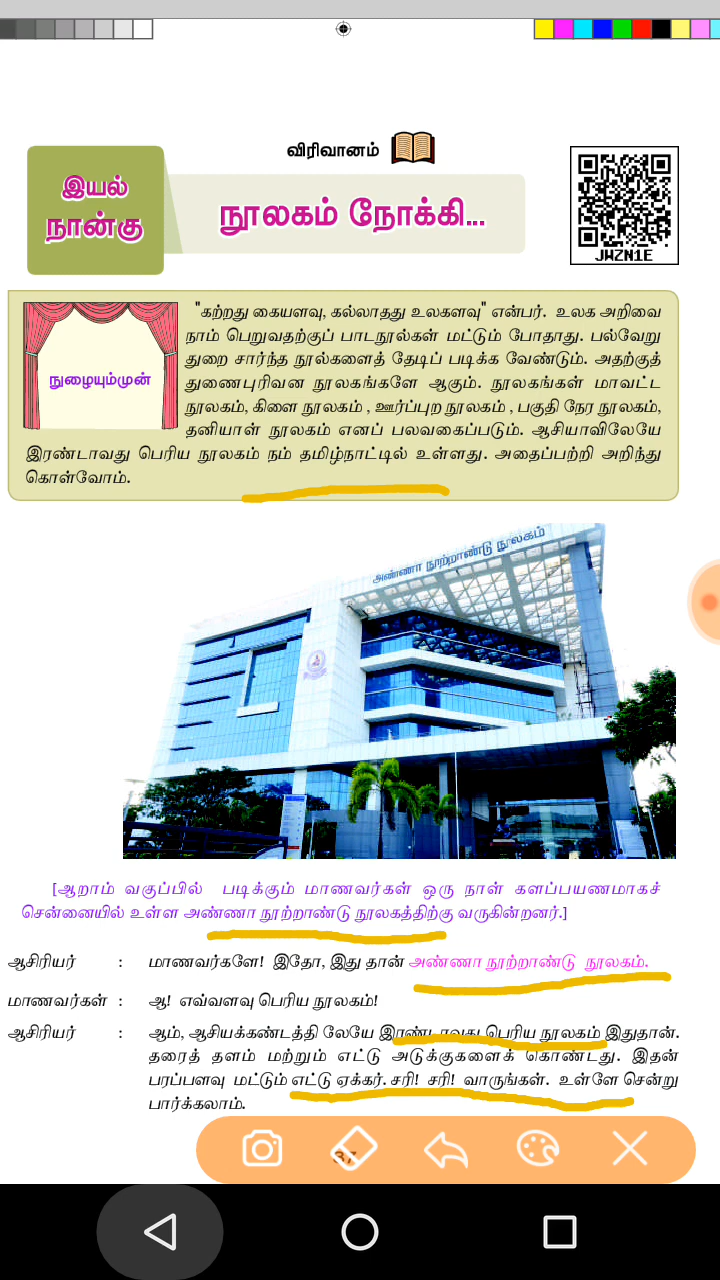 விரிவானம்
இயல்
நான்கு
நூலகம் நோக்கி...
JWZN1E
நுழையும்முன்
"கற்றது கையளவு, கல்லாதது உலகளவு" என்பர். உலக அறிவை
நாம் பெறுவதற்குப் பாடநூல்கள் மட்டும் போதாது. பல்வேறு
துறை சார்ந்த நூல்களைத் தேடிப் படிக்க வேண்டும். அதற்குத்
துணைபுரிவன நூலகங்களே ஆகும். நூலகங்கள் மாவட்ட
நூலகம், கிளை நூலகம் , ஊர்ப்புற நூலகம் , பகுதி நேர நூலகம்,
தனியாள் நூலகம் எனப் பலவகைப்படும். ஆசியாவிலேயே
இரண்டாவது பெரிய நூலகம் நம் தமிழ்நாட்டில் உள்ளது. அதைப்பற்றி அறிந்து
கொள்வோம்.
அண்ணா நூற்றாண்டு நூலகம்
[ஆறாம் வகுப்பில் படிக்கும் மாணவர்கள் ஒரு நாள் களப்பயணமாகச்
சென்னையில் உள்ள அண்ணா நூற்றாண்டு நூலகத்திற்கு வருகின்றனர்.]
ஆசிரியர் : மாணவர்களே! இதோ, இது தான் அண்ணா நூற்றாண்டு நூலகம்.
மாணவர்கள் : ஆ! எவ்வளவு பெரிய நூலகம்!
ஆசிரியர் : ஆம், ஆசியக்கண்டத்தி லேயே இரண்டாவது பெரிய நூலகம் இதுதான்.
தரைத் தளம் மற்றும் எட்டு அடுக்குகளைக் கொண்டது. இதன்
பரப்பளவு மட்டும் எட்டு ஏக்கர். சரி! சரி! வாருங்கள். உள்ளே சென்று
பார்க்கலாம்.